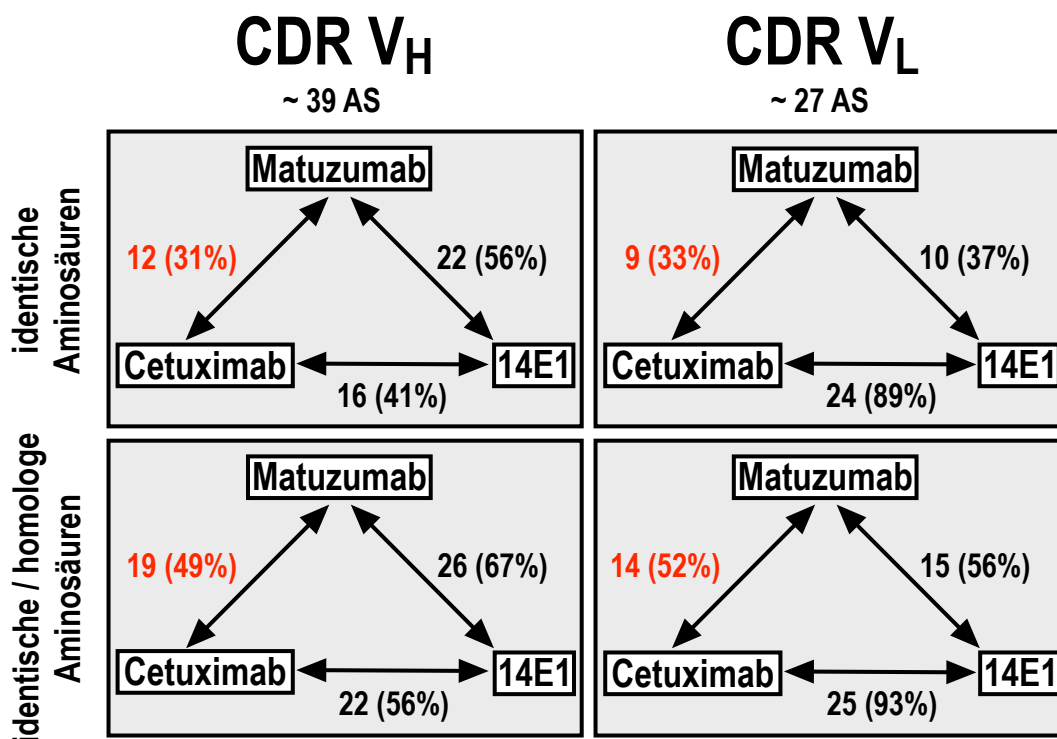 CDR VH
~ 39 AS
CDR VL
~ 27 AS
identische
Aminosäuren
Matuzumab
12 (31%)
22 (56%)
Cetuximab
14E1
16 (41%)
Matuzumab
9 (33%)
10 (37%)
Cetuximab
14E1
24 (89%)
identische / homologe
Aminosäuren
Matuzumab
19 (49%)
26 (67%)
Cetuximab
14E1
22 (56%)
Matuzumab
14 (52%)
15 (56%)
Cetuximab
14E1
25 (93%)